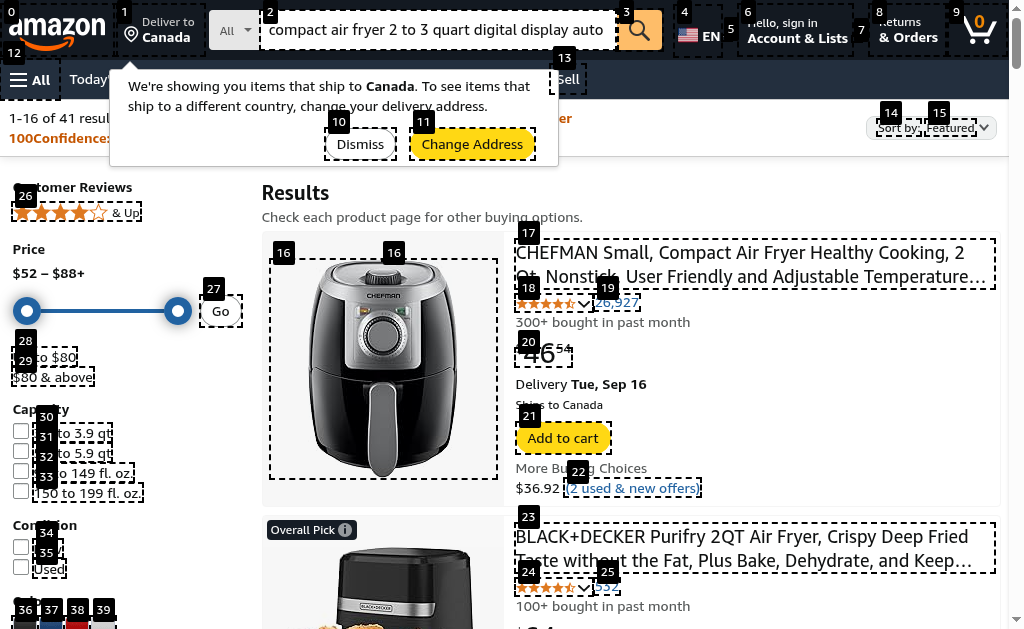 amazon
Deliver to
Canada
All
compact air fryer 2 to 3 quart digital display auto
EN
Hello, sign in
Account & Lists
Returns
& Orders
0
All
Today'
Sell
We're showing you items that ship to Canada. To see items that
ship to a different country, change your delivery address.
Dismiss
Change Address
1-16 of 41 resul
100Confidence:
er
Sort by: Featured
Customer Reviews
& Up
Price
$52 – $88+
Go
to $80
$80 & above
Capacity
to 3.9 qt
to 5.9 qt
to 149 fl. oz.
150 to 199 fl. oz.
Condition
Used
Results
Check each product page for other buying options.
CHEFMAN
CHEFMAN Small, Compact Air Fryer Healthy Cooking, 2
Qt, Nonstick, User Friendly and Adjustable Temperature…
26,927
300+ bought in past month
46 54
Delivery Tue, Sep 16
Ships to Canada
Add to cart
More Buying Choices
$36.92 (2 used & new offers)
Overall Pick
BLACK+DECKER
BLACK+DECKER Purifry 2QT Air Fryer, Crispy Deep Fried
Taste without the Fat, Plus Bake, Dehydrate, and Keep…
532
100+ bought in past month
0
1
2
3
4
5
6
7
8
9
10
11
12
13
14
15
16
16
17
18
19
20
21
22
23
24
25
26
27
28
29
30
31
32
33
34
35
36
37
38
39